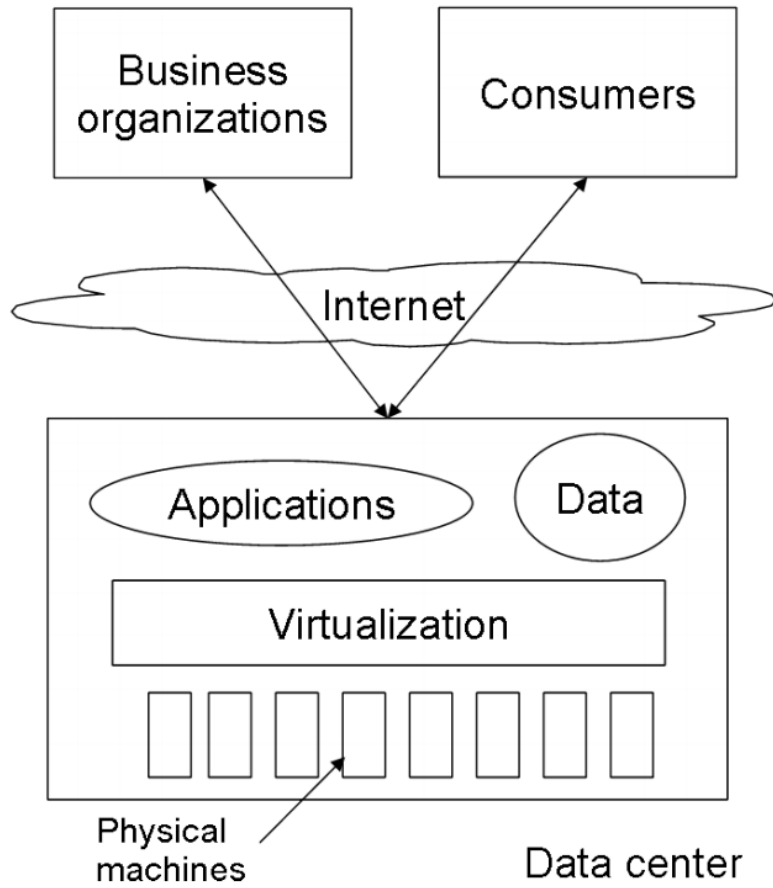 Business
organizations
Consumers
Internet
Applications
Data
Virtualization
Physical
machines
Data center